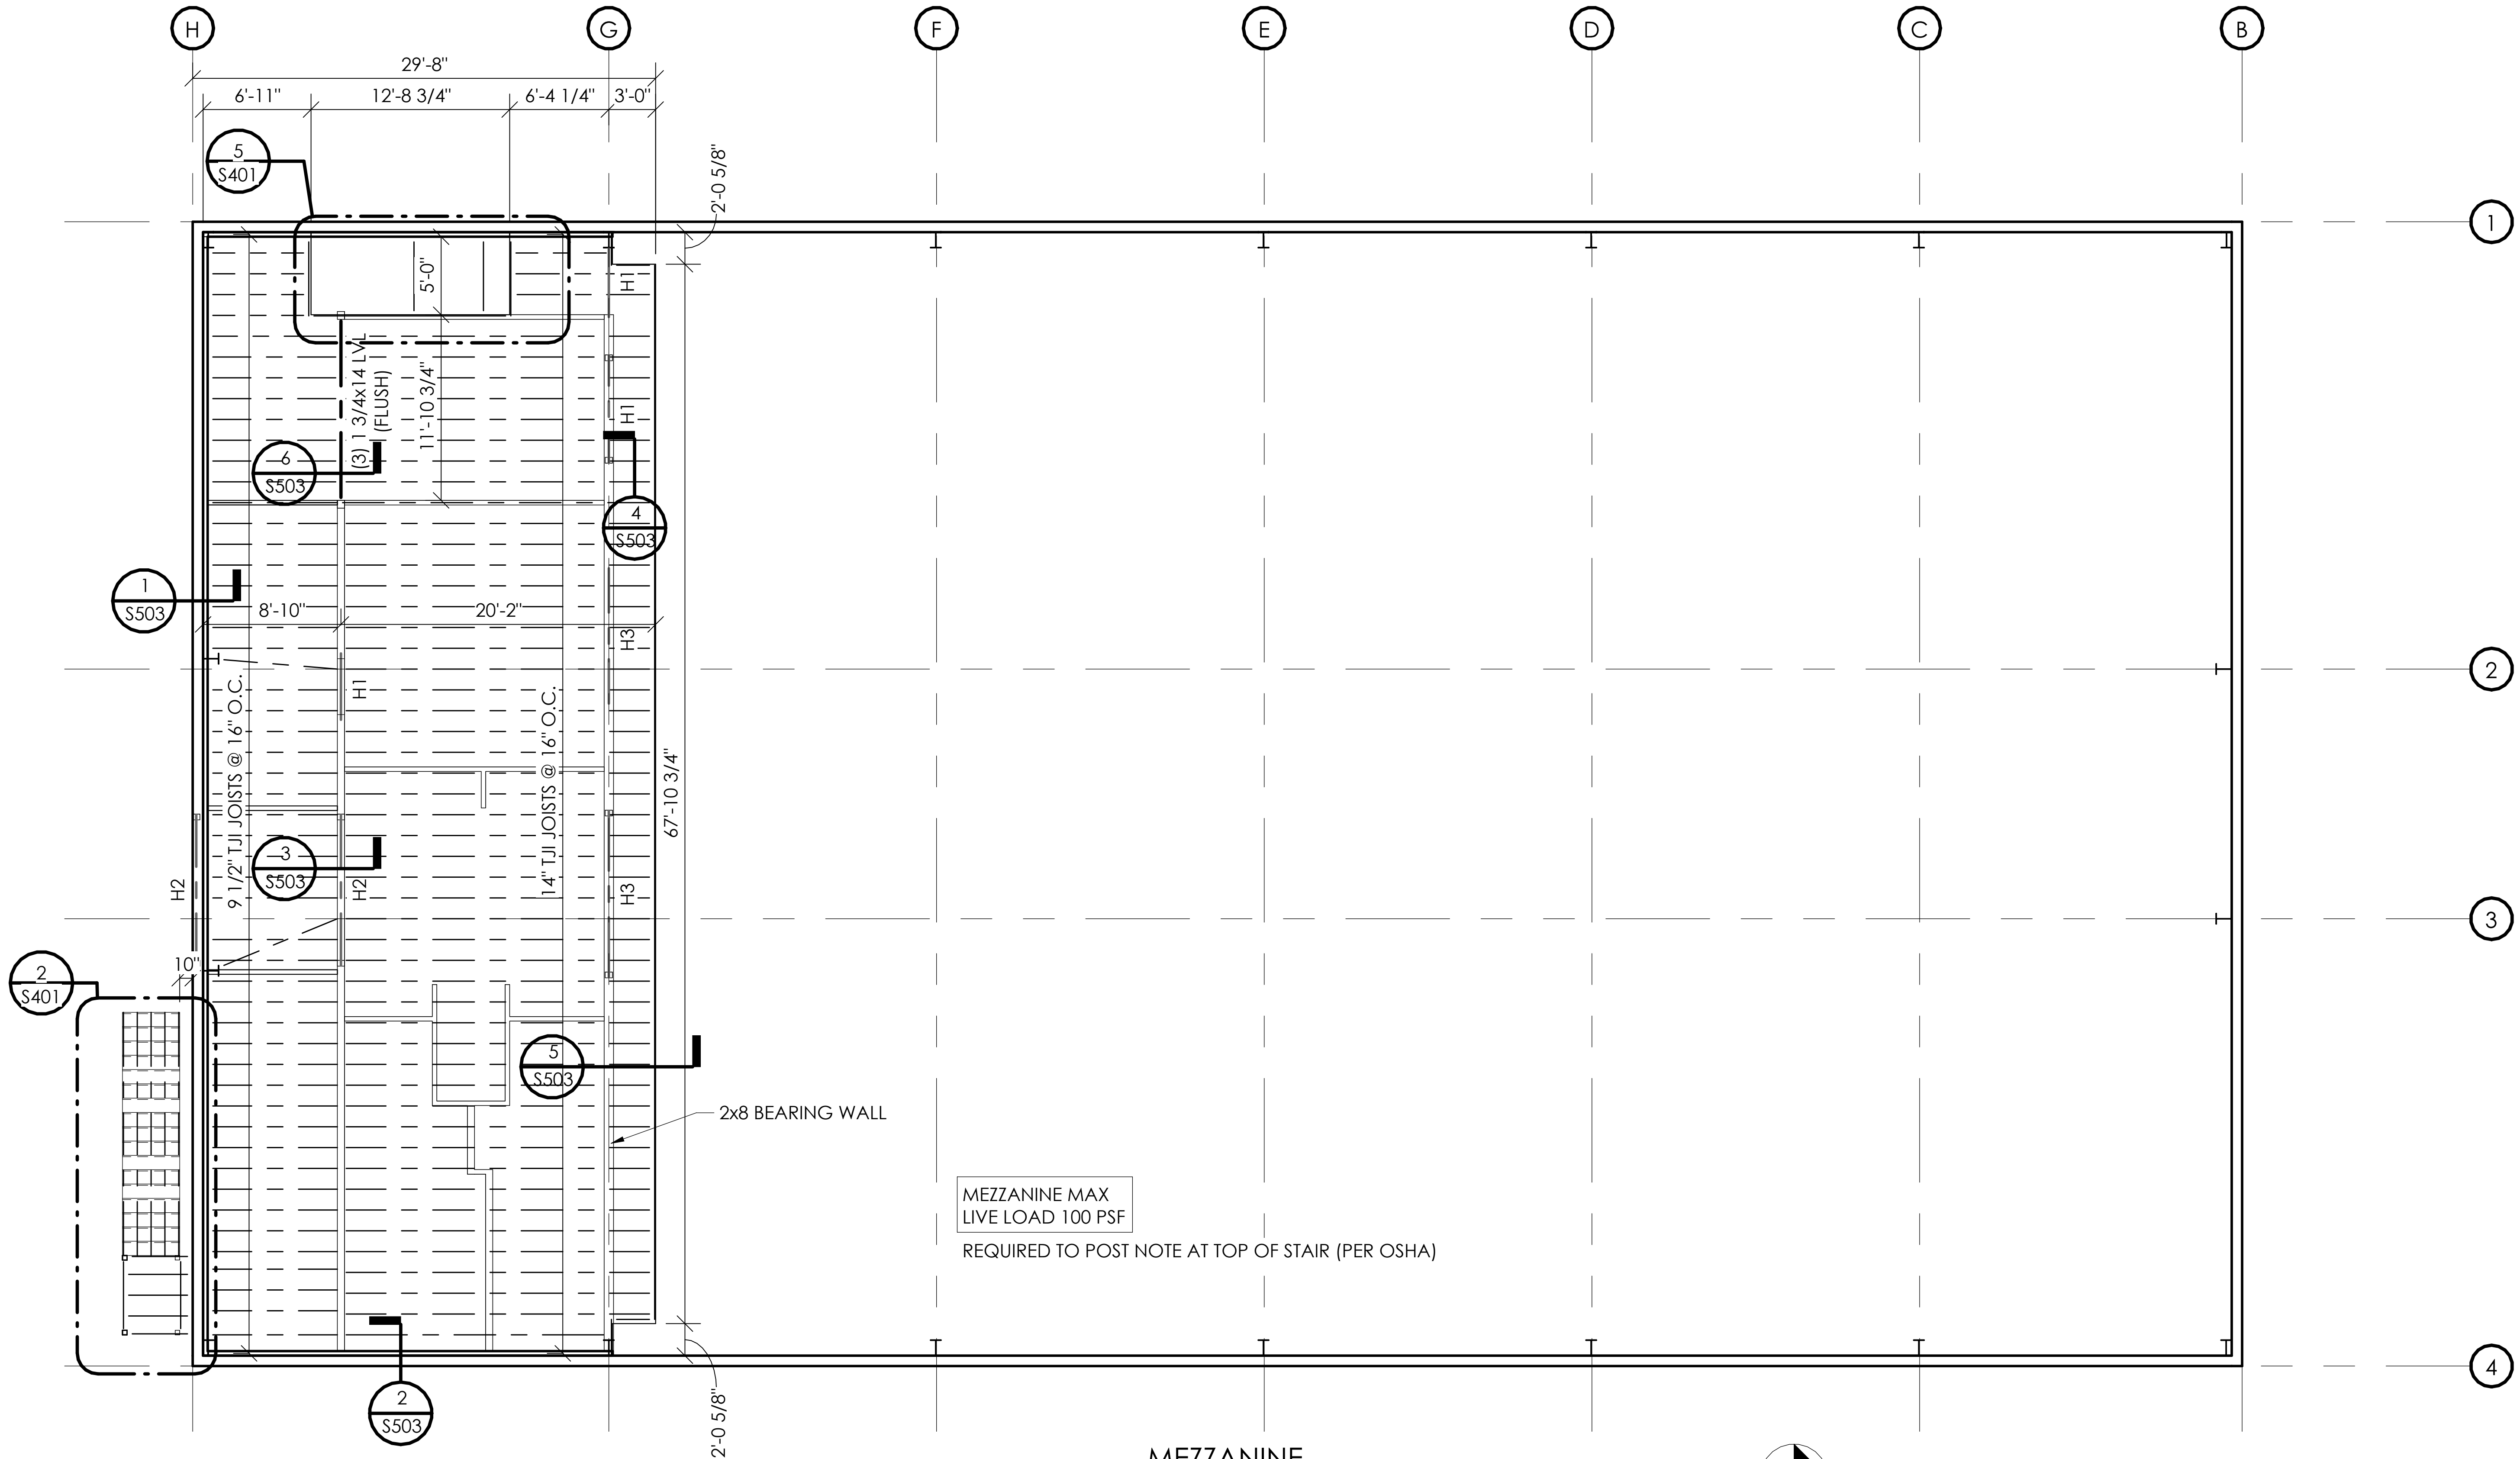 H
G
F
E
D
C
B
29'-8"
6'-11"
12'-8 3/4"
6'-4 1/4"
3'-0"
5
S401
2'-0 5/8"
1
5'-0"
H1
(3) 1 3/4x14 LVL
(FLUSH)
11'-10 3/4"
H1
6
S503
4
S503
1
S503
8'-10"
20'-2"
H3
2
H1
9 1/2" TJI JOISTS @ 16" O.C.
14" TJI JOISTS @ 16" O.C.
67'-10 3/4"
3
S503
H2
H2
H3
3
10"
2
S401
5
S503
2x8 BEARING WALL
MEZZANINE MAX
LIVE LOAD 100 PSF
REQUIRED TO POST NOTE AT TOP OF STAIR (PER OSHA)
4
2
S503
2'-0 5/8"
MEZZANINE